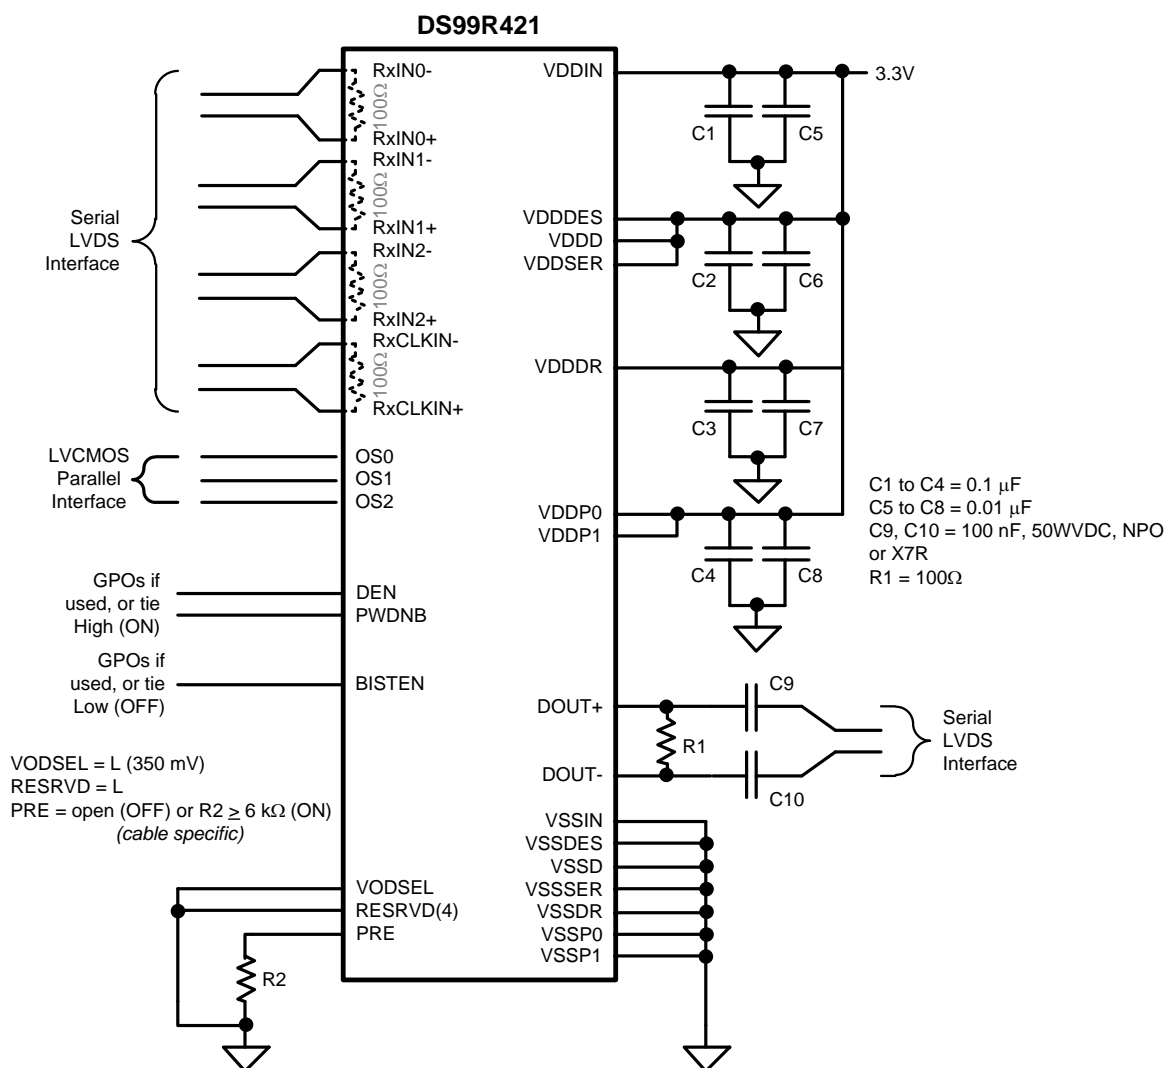 DS99R421
RxIN0-
100Ω
RxIN0+
RxIN1-
100Ω
RxIN1+
RxIN2-
100Ω
RxIN2+
RxCLKIN-
100Ω
RxCLKIN+
Serial
LVDS
Interface
LVCMOS
Parallel
Interface
OS0
OS1
OS2
GPOs if
used, or tie
High (ON)
DEN
PWDNB
GPOs if
used, or tie
Low (OFF)
BISTEN
VODSEL = L (350 mV)
RESRVD = L
PRE = open (OFF) or R2 ≥ 6 kΩ (ON)
(cable specific)
VODSEL
RESRVD(4)
PRE
R2
VDDIN
3.3V
C1
C5
VDDDES
VDDD
VDDSER
C2
C6
VDDDR
C3
C7
VDDP0
VDDP1
C4
C8
C1 to C4 = 0.1 μF
C5 to C8 = 0.01 μF
C9, C10 = 100 nF, 50WVDC, NPO
or X7R
R1 = 100Ω
DOUT+
C9
R1
DOUT-
C10
Serial
LVDS
Interface
VSSIN
VSSDES
VSSD
VSSSER
VSSDR
VSSP0
VSSP1